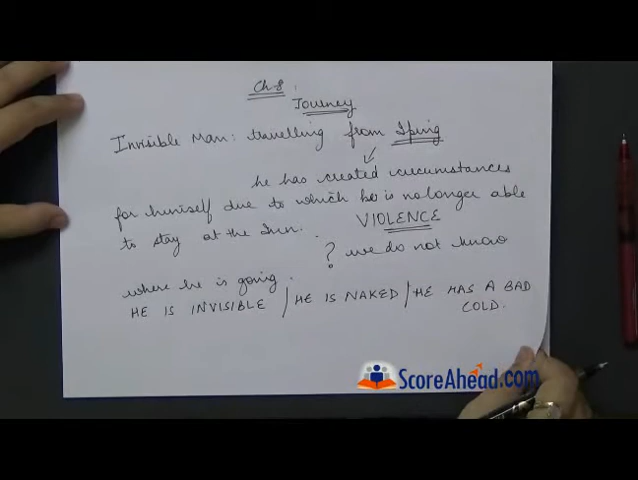 Ch-8
Journey
Invisible Man: travelling from Iping
he has created circumstances
for himself due to which he is no longer able
to stay at the Inn.
VIOLENCE
? we do not know
where he is going.
HE IS INVISIBLE / HE IS NAKED / HE HAS A BAD
COLD.
ScoreAhead.com